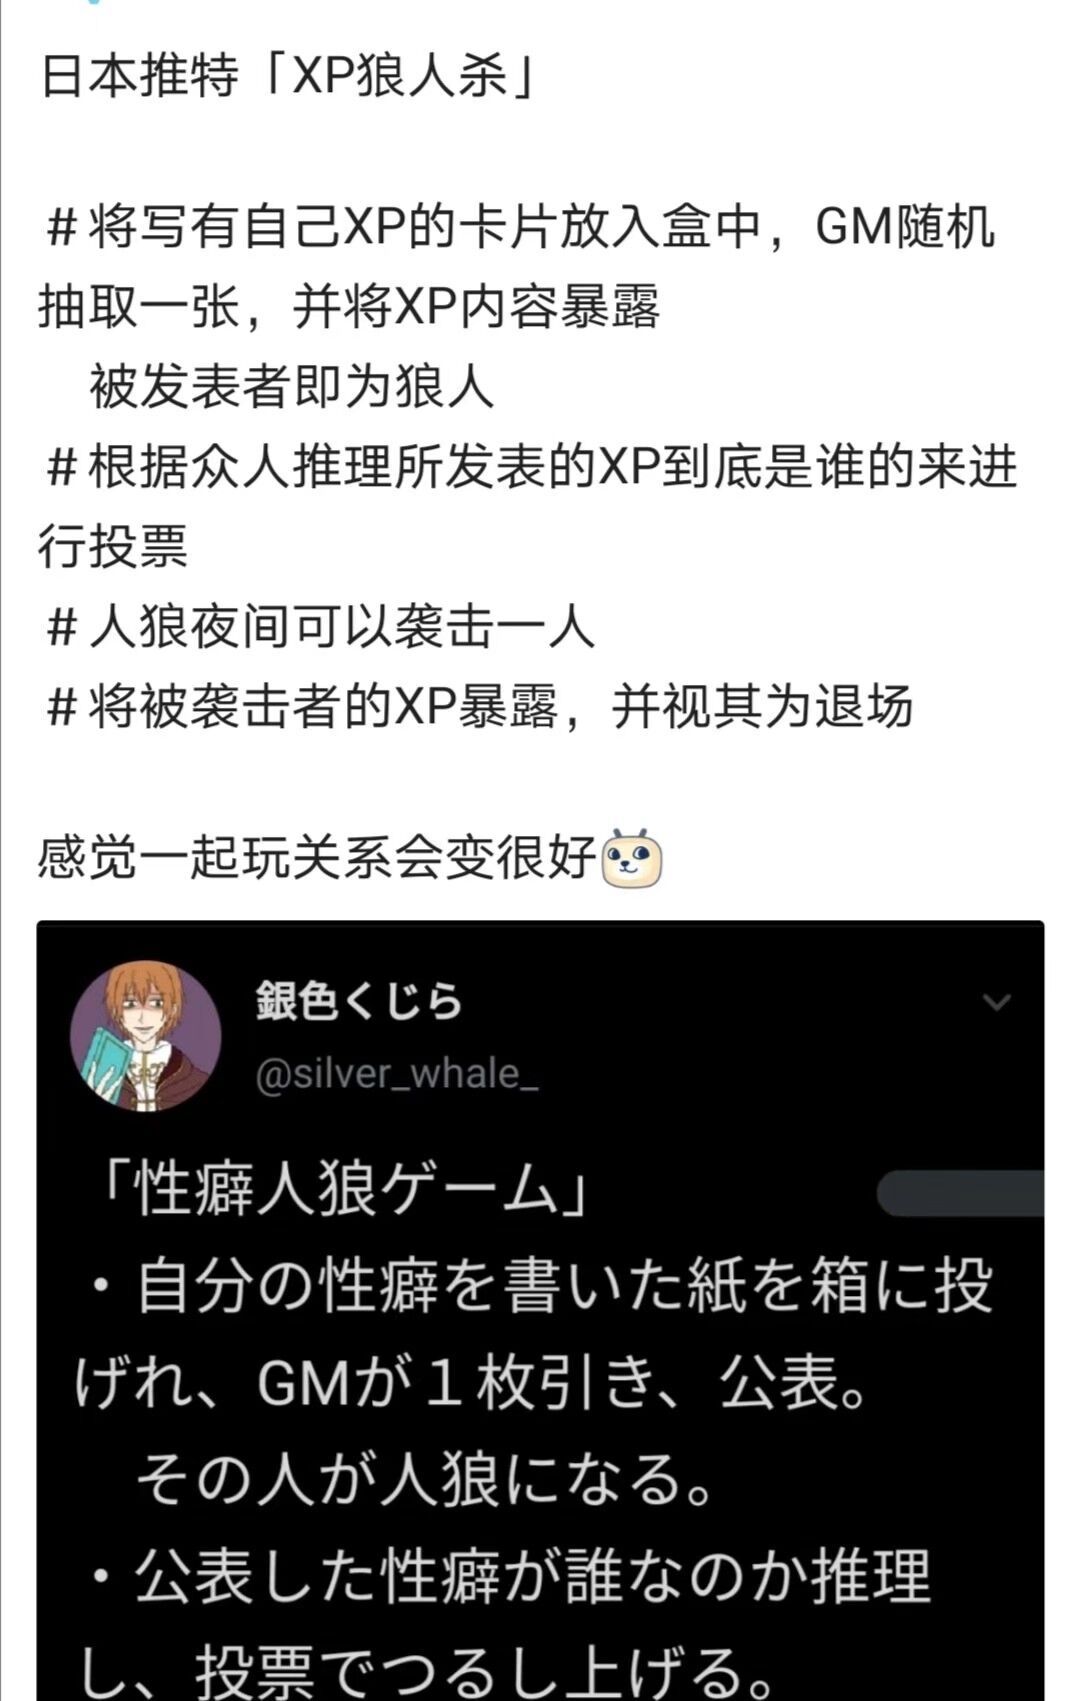 日本推特「XP狼人杀」
#将写有自己XP的卡片放入盒中，GM随机
抽取一张，并将XP内容暴露
被发表者即为狼人
#根据众人推理所发表的XP到底是谁的来进
行投票
#人狼夜间可以袭击一人
#将被袭击者的XP暴露，并视其为退场
感觉一起玩关系会变很好
銀色くじら
@silver_whale_
「性癖人狼ゲーム」
・自分の性癖を書いた紙を箱に投
げれ、GMが１枚引き、公表。
その人が人狼になる。
・公表した性癖が誰なのか推理
し、投票でつるし上げる。